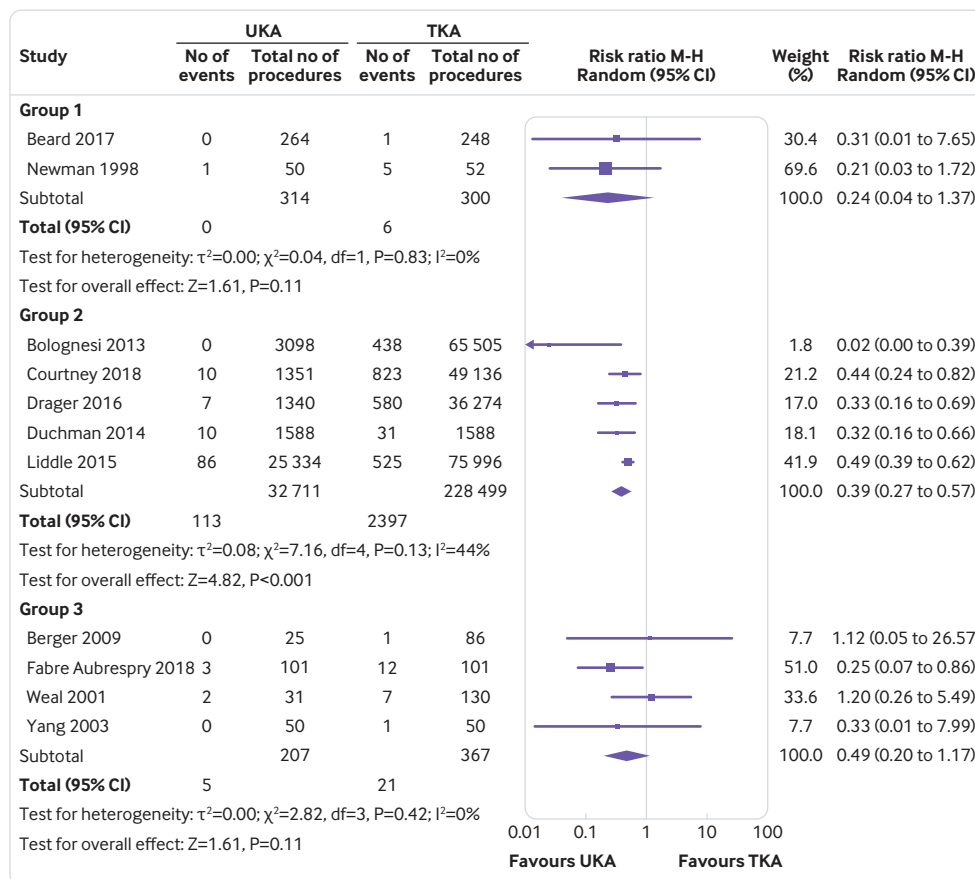 UKA TKA
Study No of events Total no of procedures No of events Total no of procedures Risk ratio M-H Random (95% CI) Weight (%) Risk ratio M-H Random (95% CI)
Group 1
Beard 2017 0 264 1 248 30.4 0.31 (0.01 to 7.65)
Newman 1998 1 50 5 52 69.6 0.21 (0.03 to 1.72)
Subtotal 314 300 100.0 0.24 (0.04 to 1.37)
Total (95% CI) 0 6
Test for heterogeneity: τ²=0.00; χ²=0.04, df=1, P=0.83; I²=0%
Test for overall effect: Z=1.61, P=0.11
Group 2
Bolognesi 2013 0 3098 438 65 505 1.8 0.02 (0.00 to 0.39)
Courtney 2018 10 1351 823 49 136 21.2 0.44 (0.24 to 0.82)
Drager 2016 7 1340 580 36 274 17.0 0.33 (0.16 to 0.69)
Duchman 2014 10 1588 31 1588 18.1 0.32 (0.16 to 0.66)
Liddle 2015 86 25 334 525 75 996 41.9 0.49 (0.39 to 0.62)
Subtotal 32 711 228 499 100.0 0.39 (0.27 to 0.57)
Total (95% CI) 113 2397
Test for heterogeneity: τ²=0.08; χ²=7.16, df=4, P=0.13; I²=44%
Test for overall effect: Z=4.82, P<0.001
Group 3
Berger 2009 0 25 1 86 7.7 1.12 (0.05 to 26.57
Fabre Aubrespry 2018 3 101 12 101 51.0 0.25 (0.07 to 0.86)
Weal 2001 2 31 7 130 33.6 1.20 (0.26 to 5.49)
Yang 2003 0 50 1 50 7.7 0.33 (0.01 to 7.99)
Subtotal 207 367 100.0 0.49 (0.20 to 1.17)
Total (95% CI) 5 21
Test for heterogeneity: τ²=0.00; χ²=2.82, df=3, P=0.42; I²=0%
Test for overall effect: Z=1.61, P=0.11
0.01 0.1 1 10 100
Favours UKA Favours TKA